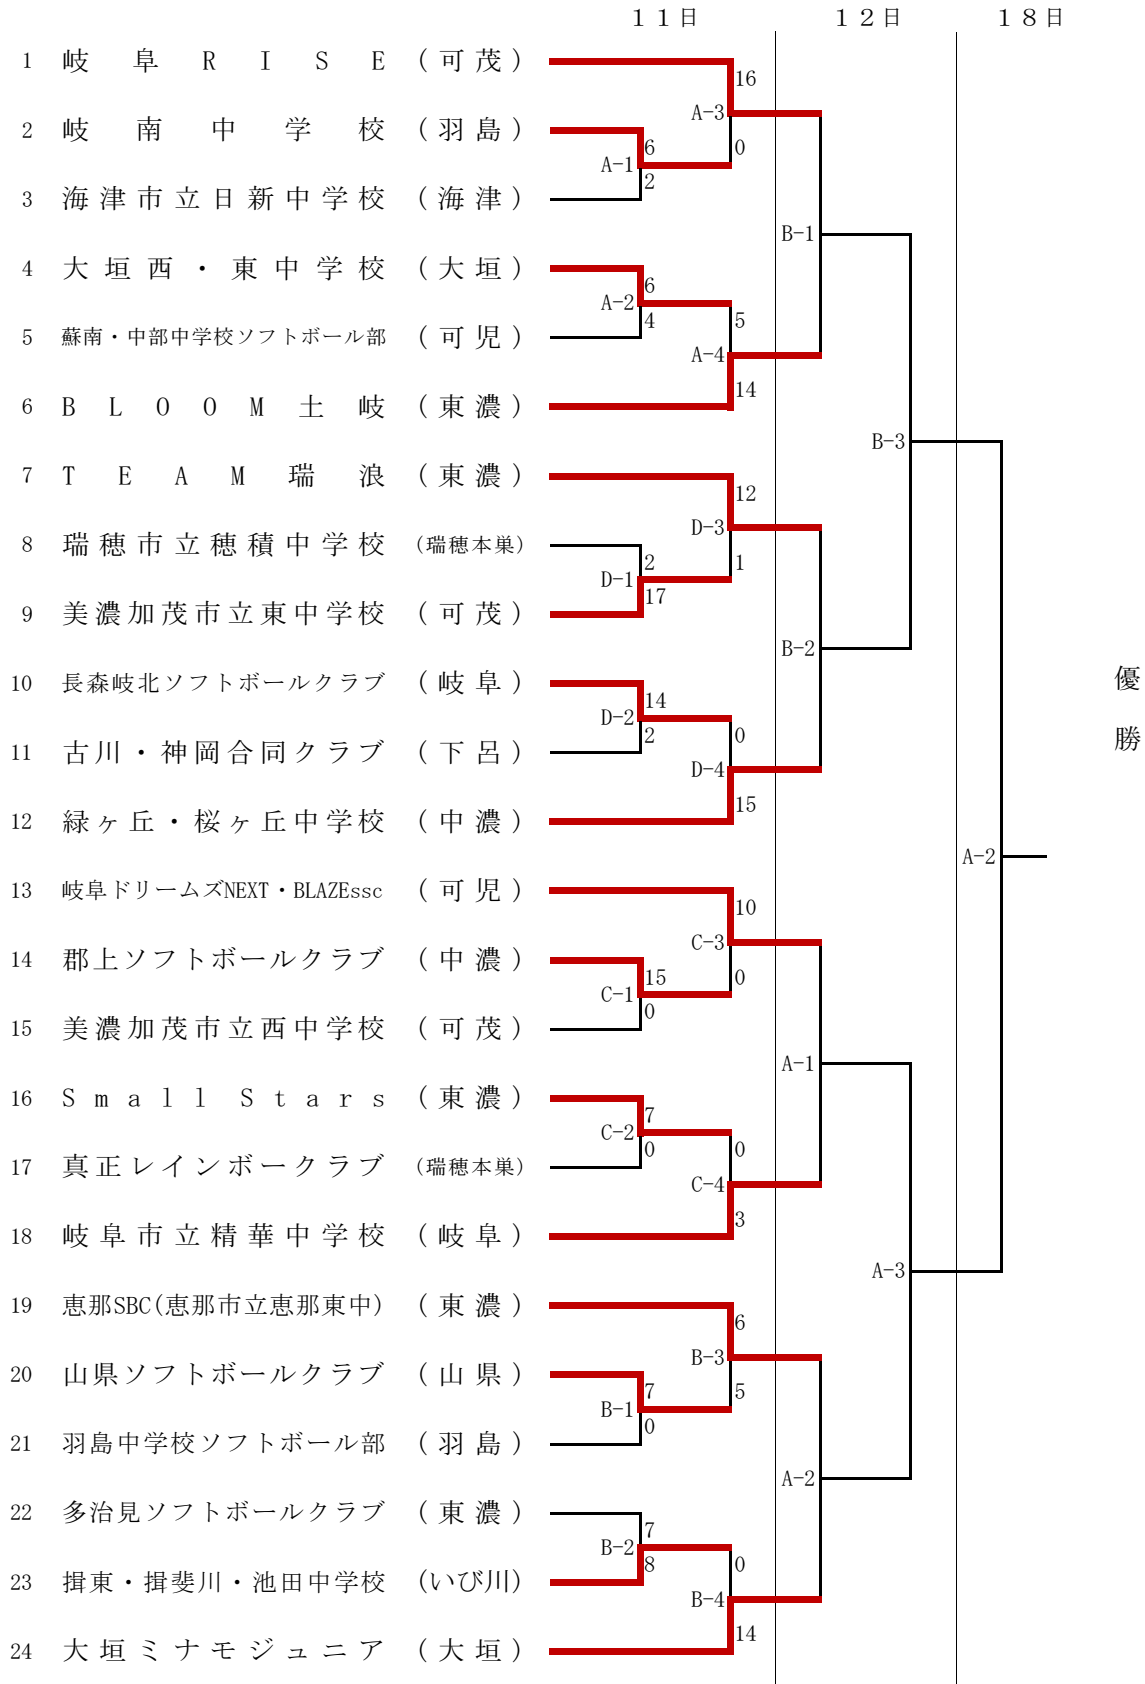 １１日 １２日 １８日
1 岐阜ＲＩＳＥ (可茂)
16
A-3
2 岐南中学校 (羽島)
6 0
A-1
2
3 海津市立日新中学校 (海津)
B-1
4 大垣西・東中学校 (大垣)
6
A-2
4 5
5 蘇南・中部中学校ソフトボール部 (可児)
A-4
14
6 ＢＬＯＯＭ土岐 (東濃)
B-3
7 ＴＥＡＭ瑞浪 (東濃)
12
D-3
8 瑞穂市立穂積中学校 (瑞穂本巣)
2 1
D-1
17
9 美濃加茂市立東中学校 (可茂)
B-2
10 長森岐北ソフトボールクラブ (岐阜)
優勝
14
D-2
2 0
11 古川・神岡合同クラブ (下呂)
D-4
15
12 緑ヶ丘・桜ヶ丘中学校 (中濃)
A-2
13 岐阜ドリームズNEXT・BLAZEssc (可児)
10
C-3
14 郡上ソフトボールクラブ (中濃)
15 0
C-1
0
15 美濃加茂市立西中学校 (可茂)
A-1
16 Ｓｍａｌｌ Ｓｔａｒｓ (東濃)
7
C-2
0 0
17 真正レインボークラブ (瑞穂本巣)
C-4
3
18 岐阜市立精華中学校 (岐阜)
A-3
19 恵那SBC(恵那市立恵那東中) (東濃)
6
B-3
20 山県ソフトボールクラブ (山県)
7 5
B-1
0
21 羽島中学校ソフトボール部 (羽島)
A-2
22 多治見ソフトボールクラブ (東濃)
7
B-2
8 0
23 揖東・揖斐川・池田中学校 (いび川)
B-4
14
24 大垣ミナモジュニア (大垣)